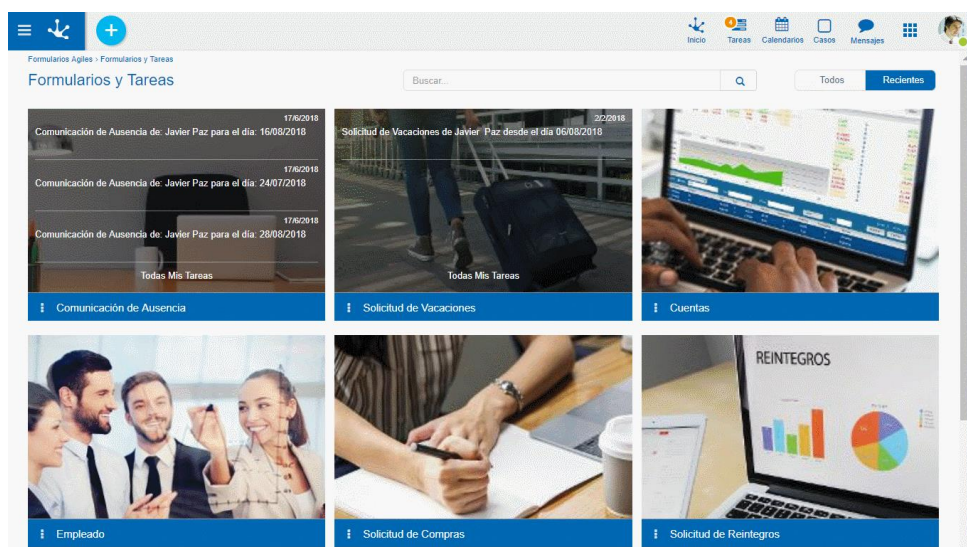 Inicio
4
Tareas
Calendarios
Casos
Mensajes
Formularios Agiles > Formularios y Tareas
Formularios y Tareas
Buscar...
Todos
Recientes
17/6/2018
Comunicación de Ausencia de: Javier Paz para el día: 16/08/2018
17/6/2018
Comunicación de Ausencia de: Javier Paz para el día: 24/07/2018
17/6/2018
Comunicación de Ausencia de: Javier Paz para el día: 28/08/2018
Todas Mis Tareas
Comunicación de Ausencia
2/2/2018
Solicitud de Vacaciones de Javier Paz desde el día 06/08/2018
Todas Mis Tareas
Solicitud de Vacaciones
Cuentas
Empleado
Solicitud de Compras
REINTEGROS
Solicitud de Reintegros